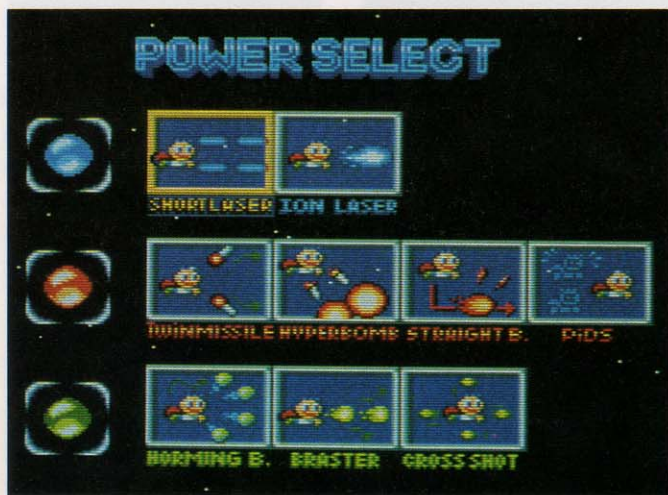 POWER SELECT
SHORTLASER ION LASER
TWiNMISSILE HYPERBOMB STRAIGHT B. PiDS
HORMING B. BRASTER CROSS SHOT